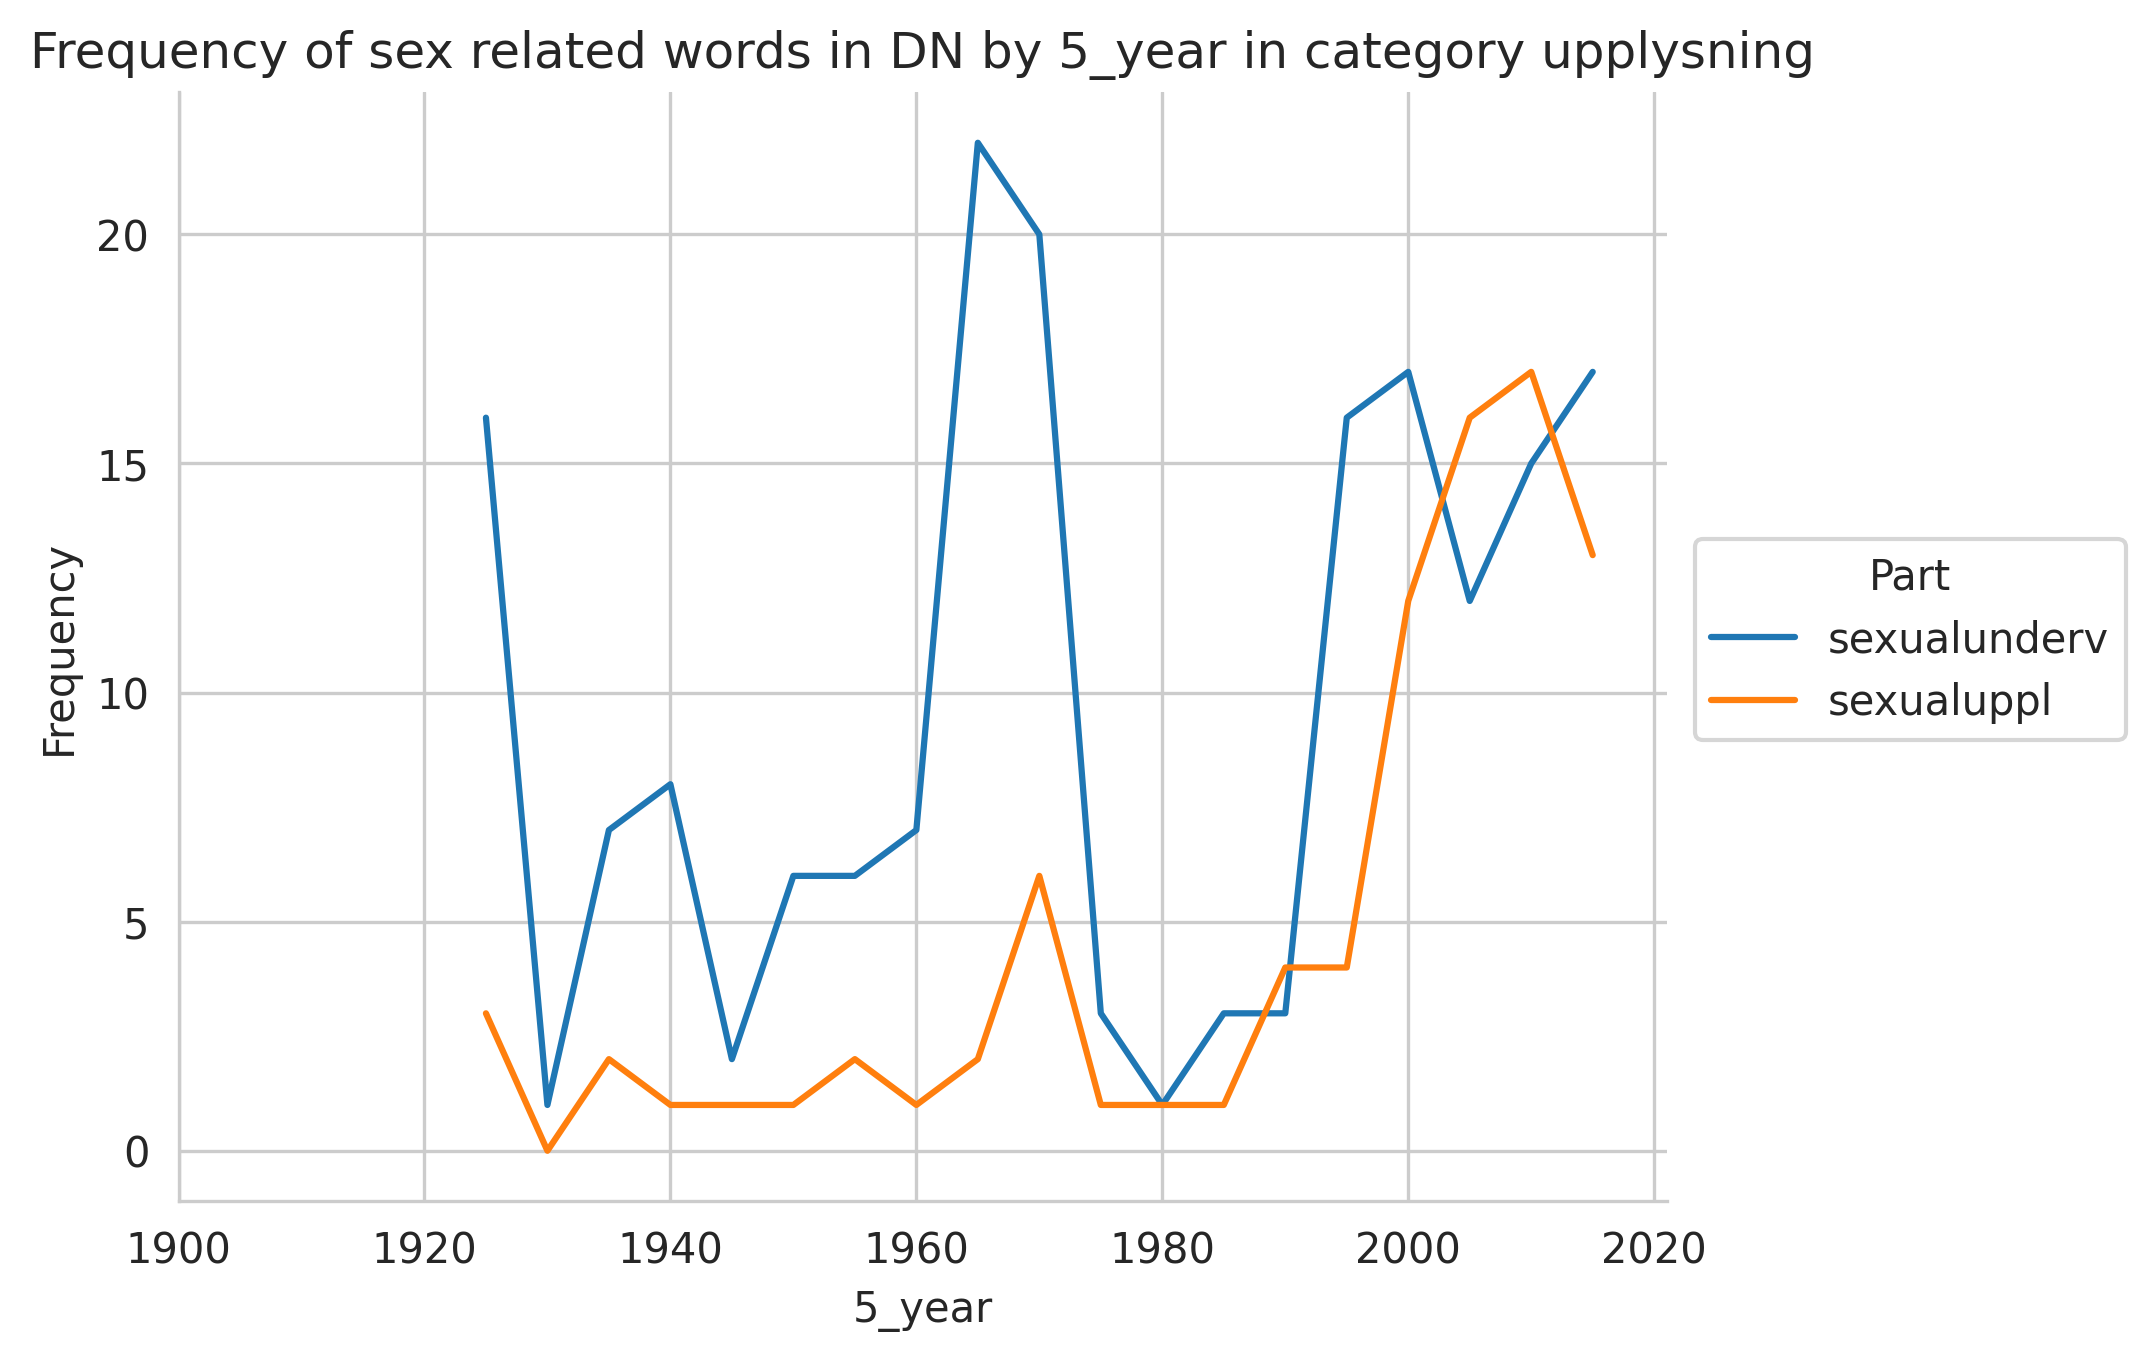 Frequency of sex related words in DN by 5_year in category upplysning
Frequency
20
15
10
5
0
1900 1920 1940 1960 1980 2000 2020
5_year
Part
sexualunderv
sexualuppl